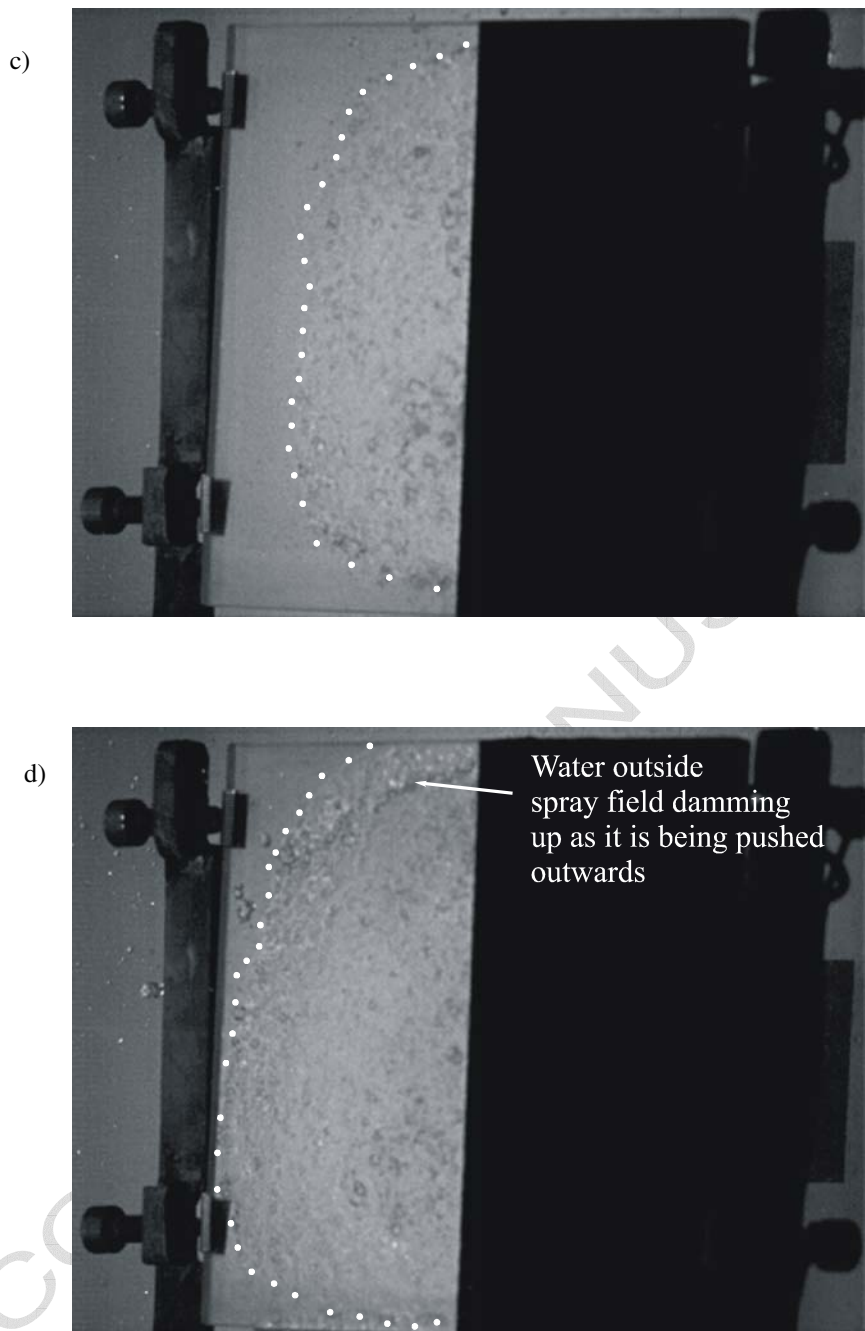 c)
d)
Water outside
spray field damming
up as it is being pushed
outwards